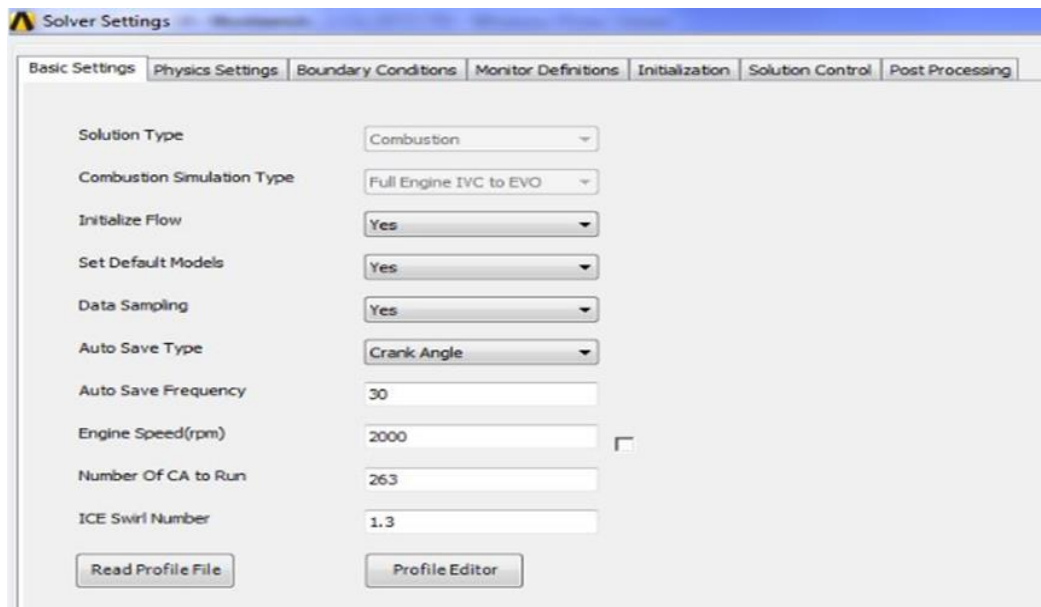 Solver Settings
Basic Settings Physics Settings Boundary Conditions Monitor Definitions Initialization Solution Control Post Processing
Solution Type Combustion
Combustion Simulation Type Full Engine IVC to EVO
Initialize Flow Yes
Set Default Models Yes
Data Sampling Yes
Auto Save Type Crank Angle
Auto Save Frequency 30
Engine Speed(rpm) 2000
Number Of CA to Run 263
ICE Swirl Number 1.3
Read Profile File Profile Editor